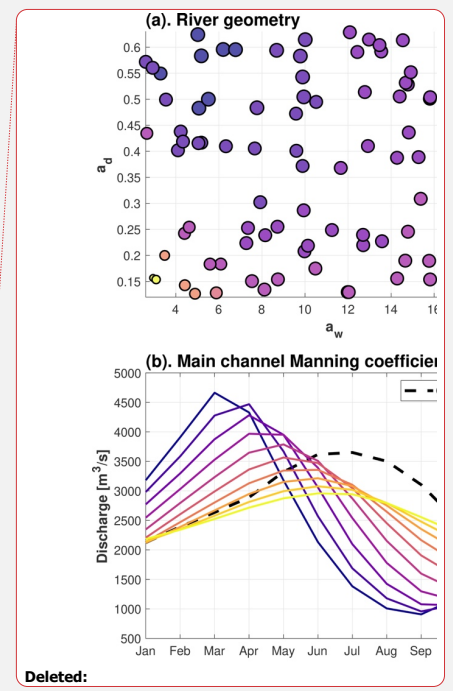 (a). River geometry
0.6
0.55
0.5
0.45
0.4
0.35
0.3
0.25
0.2
0.15
a_d
4 6 8 10 12 14 16
a_w
(b). Main channel Manning coefficien
5000
4500
4000
3500
3000
2500
2000
1500
1000
500
Discharge [m³/s]
Jan Feb Mar Apr May Jun Jul Aug Sep
Deleted: